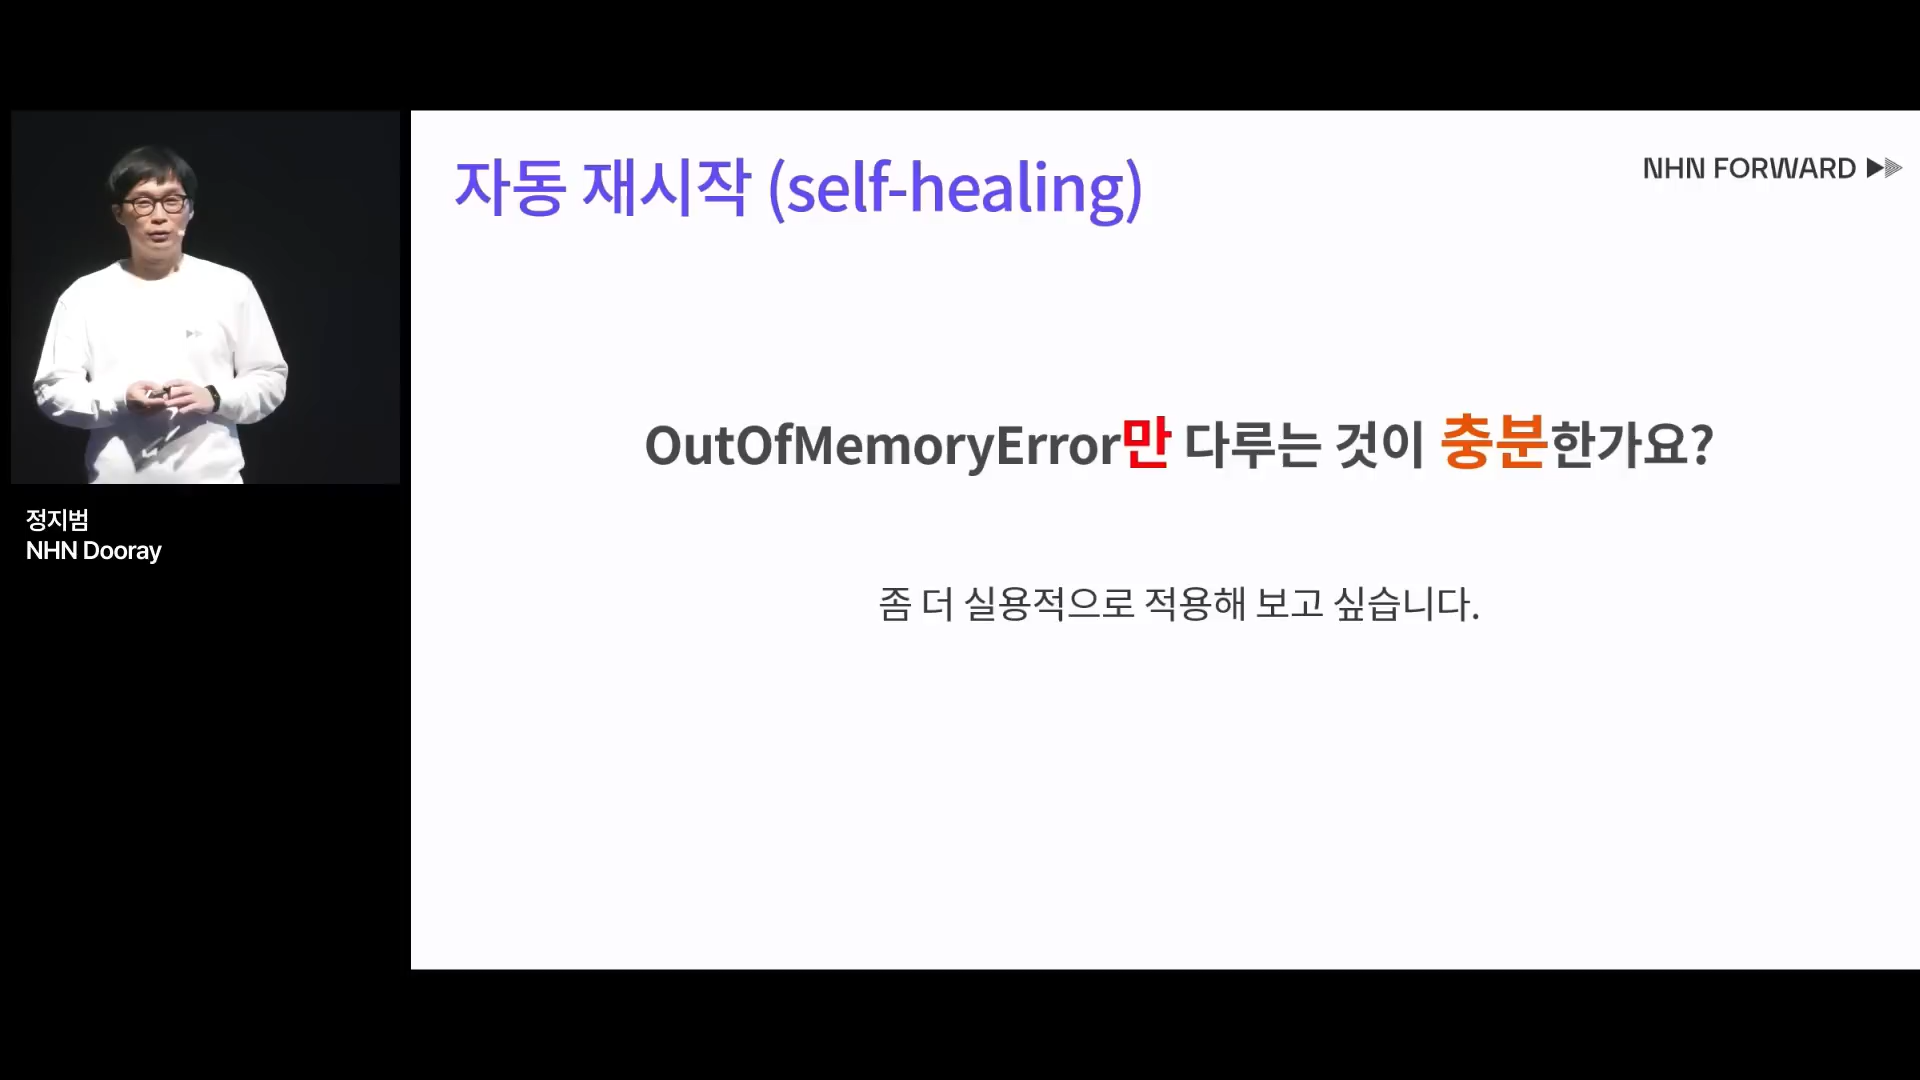 자동 재시작 (self-healing)
NHN FORWARD
OutOfMemoryError만 다루는 것이 충분한가요?
좀 더 실용적으로 적용해 보고 싶습니다.
정지범
NHN Dooray